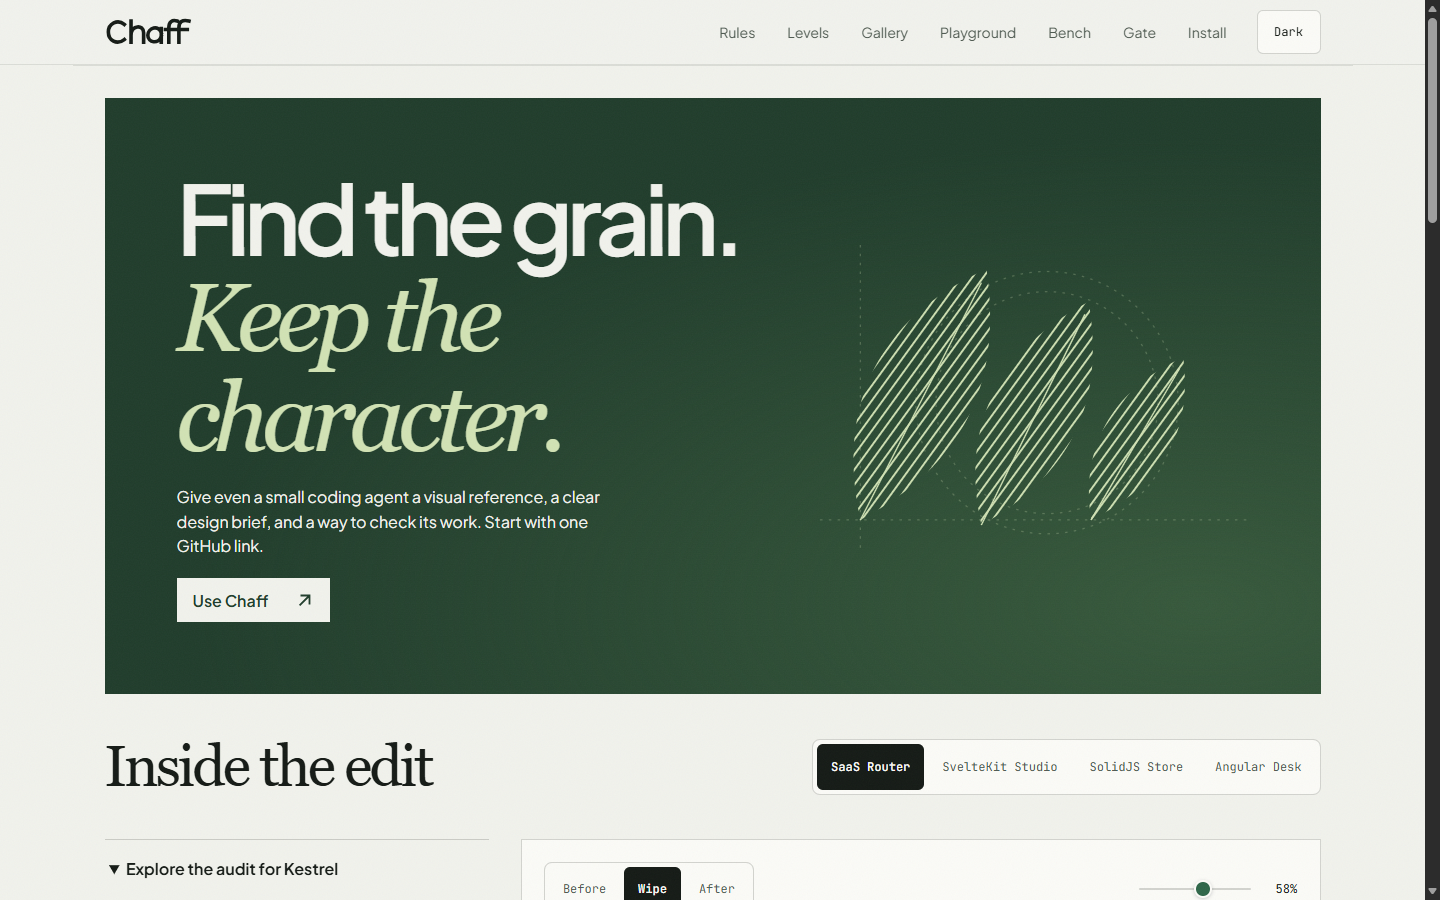 Chaff
Rules
Levels
Gallery
Playground
Bench
Gate
Install
Dark
Find the grain.
Keep the
character.
Give even a small coding agent a visual reference, a clear
design brief, and a way to check its work. Start with one
GitHub link.
Use Chaff
Inside the edit
SaaS Router
SvelteKit Studio
SolidJS Store
Angular Desk
Explore the audit for Kestrel
Before
Wipe
After
58%